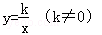 y=k/x （k≠0）